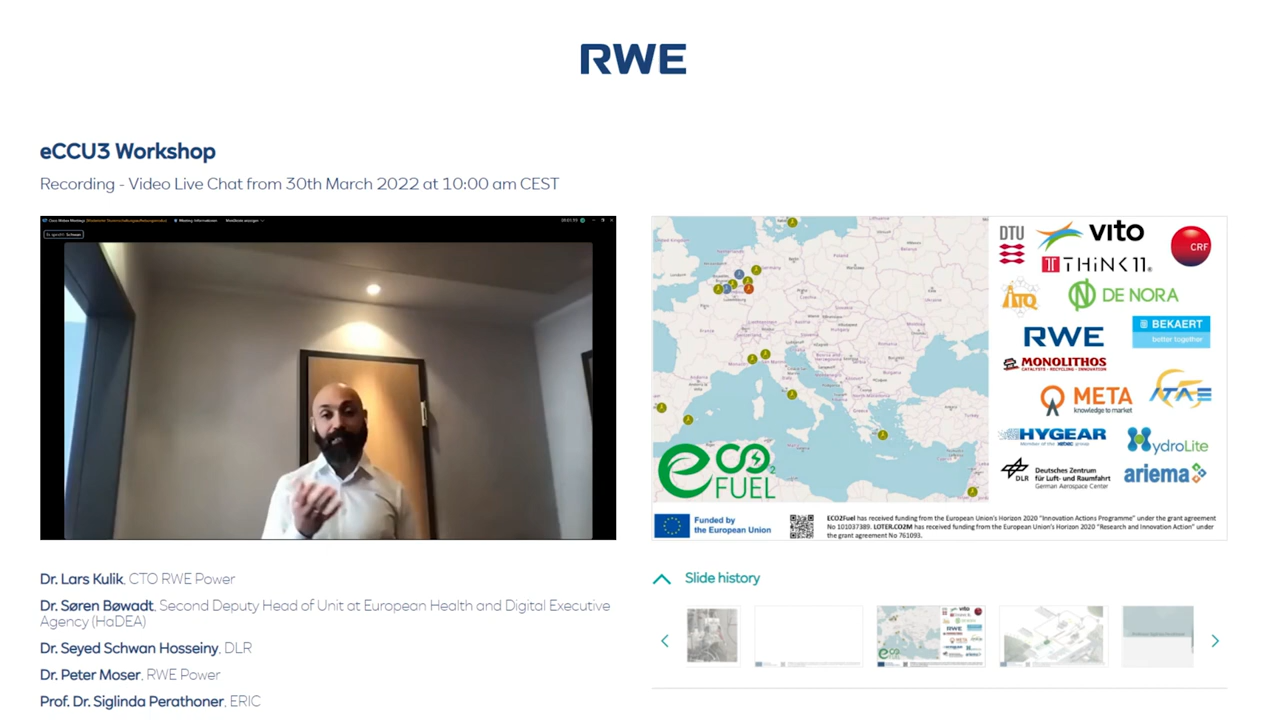 RWE
eCCU3 Workshop
Recording - Video Live Chat from 30th March 2022 at 10:00 am CEST
Dr. Lars Kulik, CTO RWE Power
Dr. Søren Bøwadt, Second Deputy Head of Unit at European Health and Digital Executive
Agency (HaDEA)
Dr. Seyed Schwan Hosseiny, DLR
Dr. Peter Moser, RWE Power
Prof. Dr. Siglinda Perathoner, ERIC
DTU
vito
CRF
THiNK 11.
ITQ
DE NORA
RWE
BEKAERT
better together
MONOLITHOS
CATALYSTS - RECYCLING - INNOVATION
META
knowledge to market
ITAE
HYGEAR
HydroLite
DLR
Deutsches Zentrum
für Luft- und Raumfahrt
German Aerospace Center
ariema
eCO2
FUEL
Funded by
the European Union
ECO2Fuel has received funding from the European Union's Horizon 2020 "Innovation Actions Programme" under the grant agreement
No 101037389. LOTER.CO2M has received funding from the European Union's Horizon 2020 "Research and Innovation Action" under
the grant agreement No 761093.
Slide history